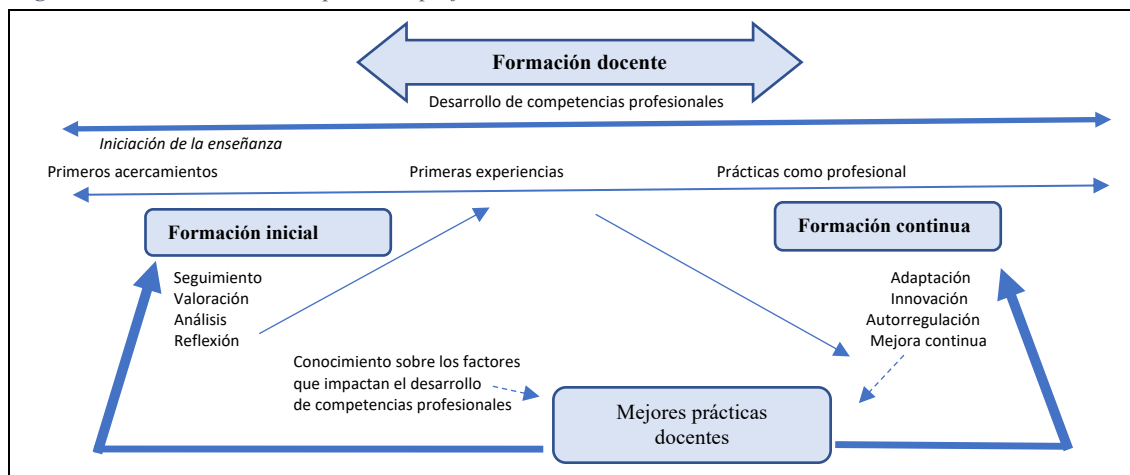 Formación docente
Desarrollo de competencias profesionales
Iniciación de la enseñanza
Primeros acercamientos
Primeras experiencias
Prácticas como profesional
Formación inicial
Formación continua
Seguimiento
Valoración
Análisis
Reflexión
Adaptación
Innovación
Autorregulación
Mejora continua
Conocimiento sobre los factores
que impactan el desarrollo
de competencias profesionales
Mejores prácticas
docentes